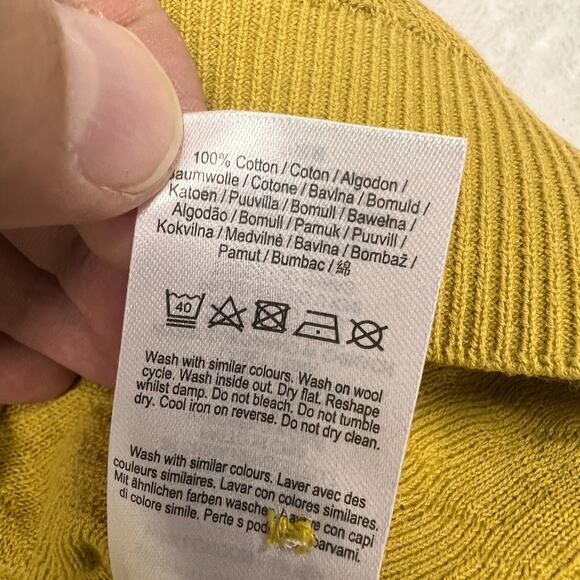 100% Cotton / Coton / Algodon /
Baumwolle / Cotone / Bavlna / Bomuld /
Katoen / Puuvilla / Bomull / Bawełna /
Algodão / Bomull / Pamuk / Puuvill /
Kokvilna / Medvilnė / Bavlna / Bombaž /
Pamut / Bumbac / 綿
40
Wash with similar colours. Wash on wool
cycle. Wash inside out. Dry flat. Reshape
whilst damp. Do not bleach. Do not tumble
dry. Cool iron on reverse. Do not dry clean.
Wash with similar colours. Laver avec des
couleurs similaires. Lavar con colores similares.
Mit ähnlichen farben waschen con capi
di colore simile. Perte s